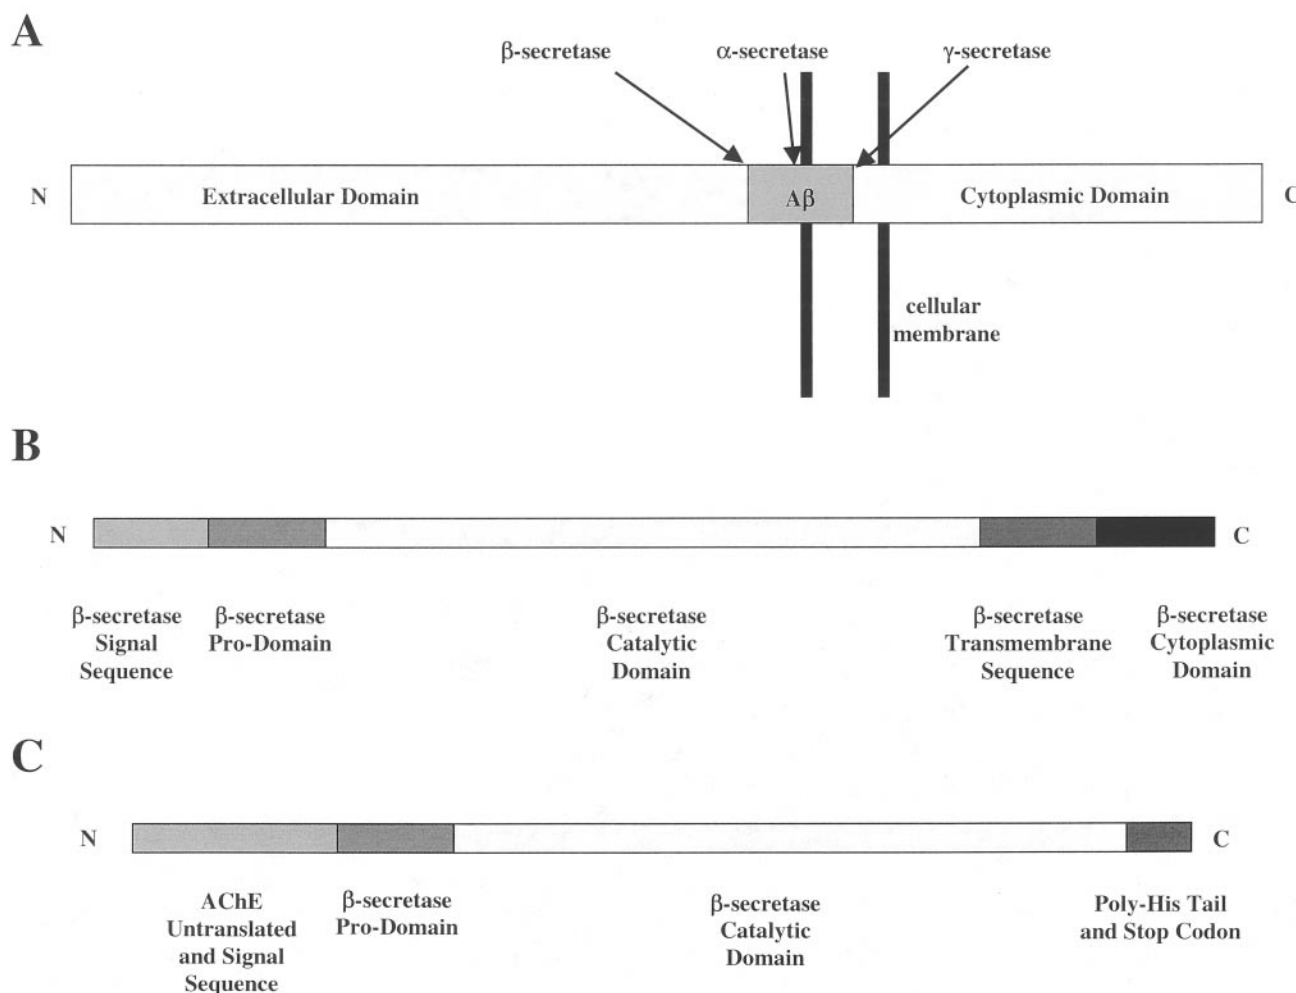 A
β-secretase α-secretase γ-secretase
N Extracellular Domain Aβ Cytoplasmic Domain C
cellular
membrane
B
N C
β-secretase
Signal
Sequence
β-secretase
Pro-Domain
β-secretase
Catalytic
Domain
β-secretase
Transmembrane
Sequence
β-secretase
Cytoplasmic
Domain
C
N C
AChE
Untranslated
and Signal
Sequence
β-secretase
Pro-Domain
β-secretase
Catalytic
Domain
Poly-His Tail
and Stop Codon